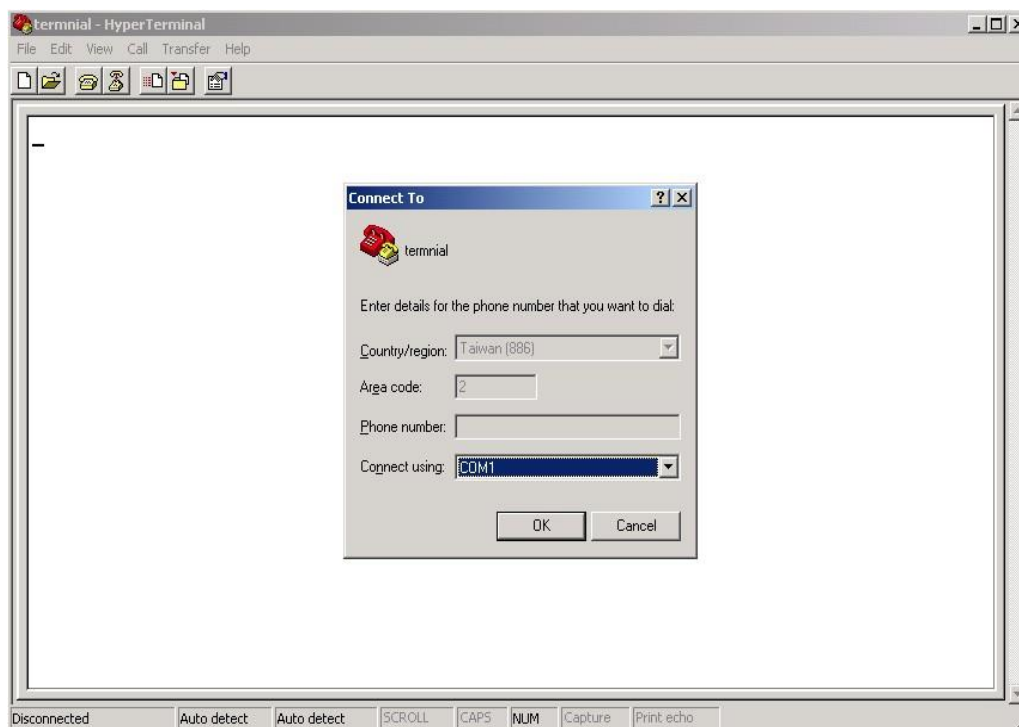 termnial - HyperTerminal
File Edit View Call Transfer Help
Connect To
termnial
Enter details for the phone number that you want to dial:
Country/region: Taiwan (886)
Area code: 2
Phone number:
Connect using: COM1
OK Cancel
Disconnected Auto detect Auto detect SCROLL CAPS NUM Capture Print echo